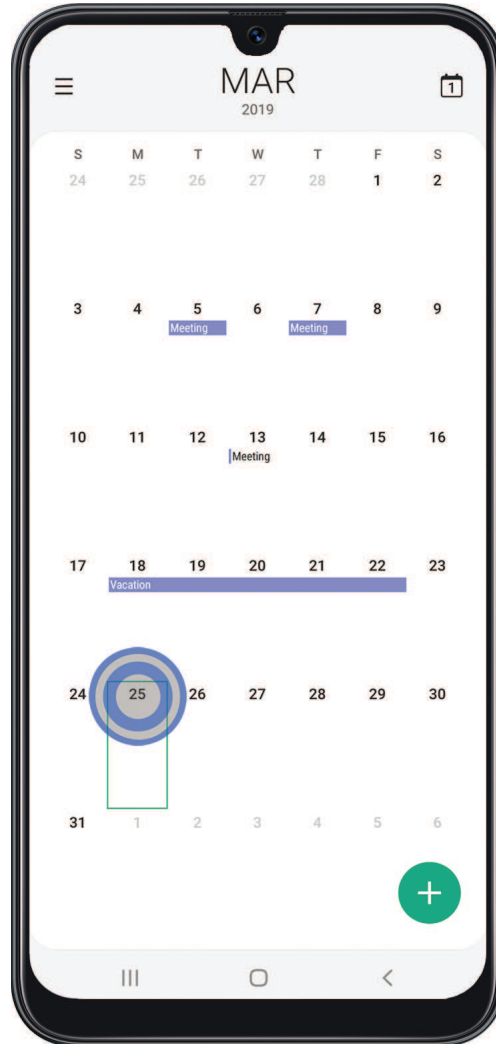 MAR
1
2019
S M T W T F S
24 25 26 27 28 1 2
3 4 5 6 7 8 9
Meeting Meeting
10 11 12 13 14 15 16
Meeting
17 18 19 20 21 22 23
Vacation
24 25 26 27 28 29 30
31 1 2 3 4 5 6